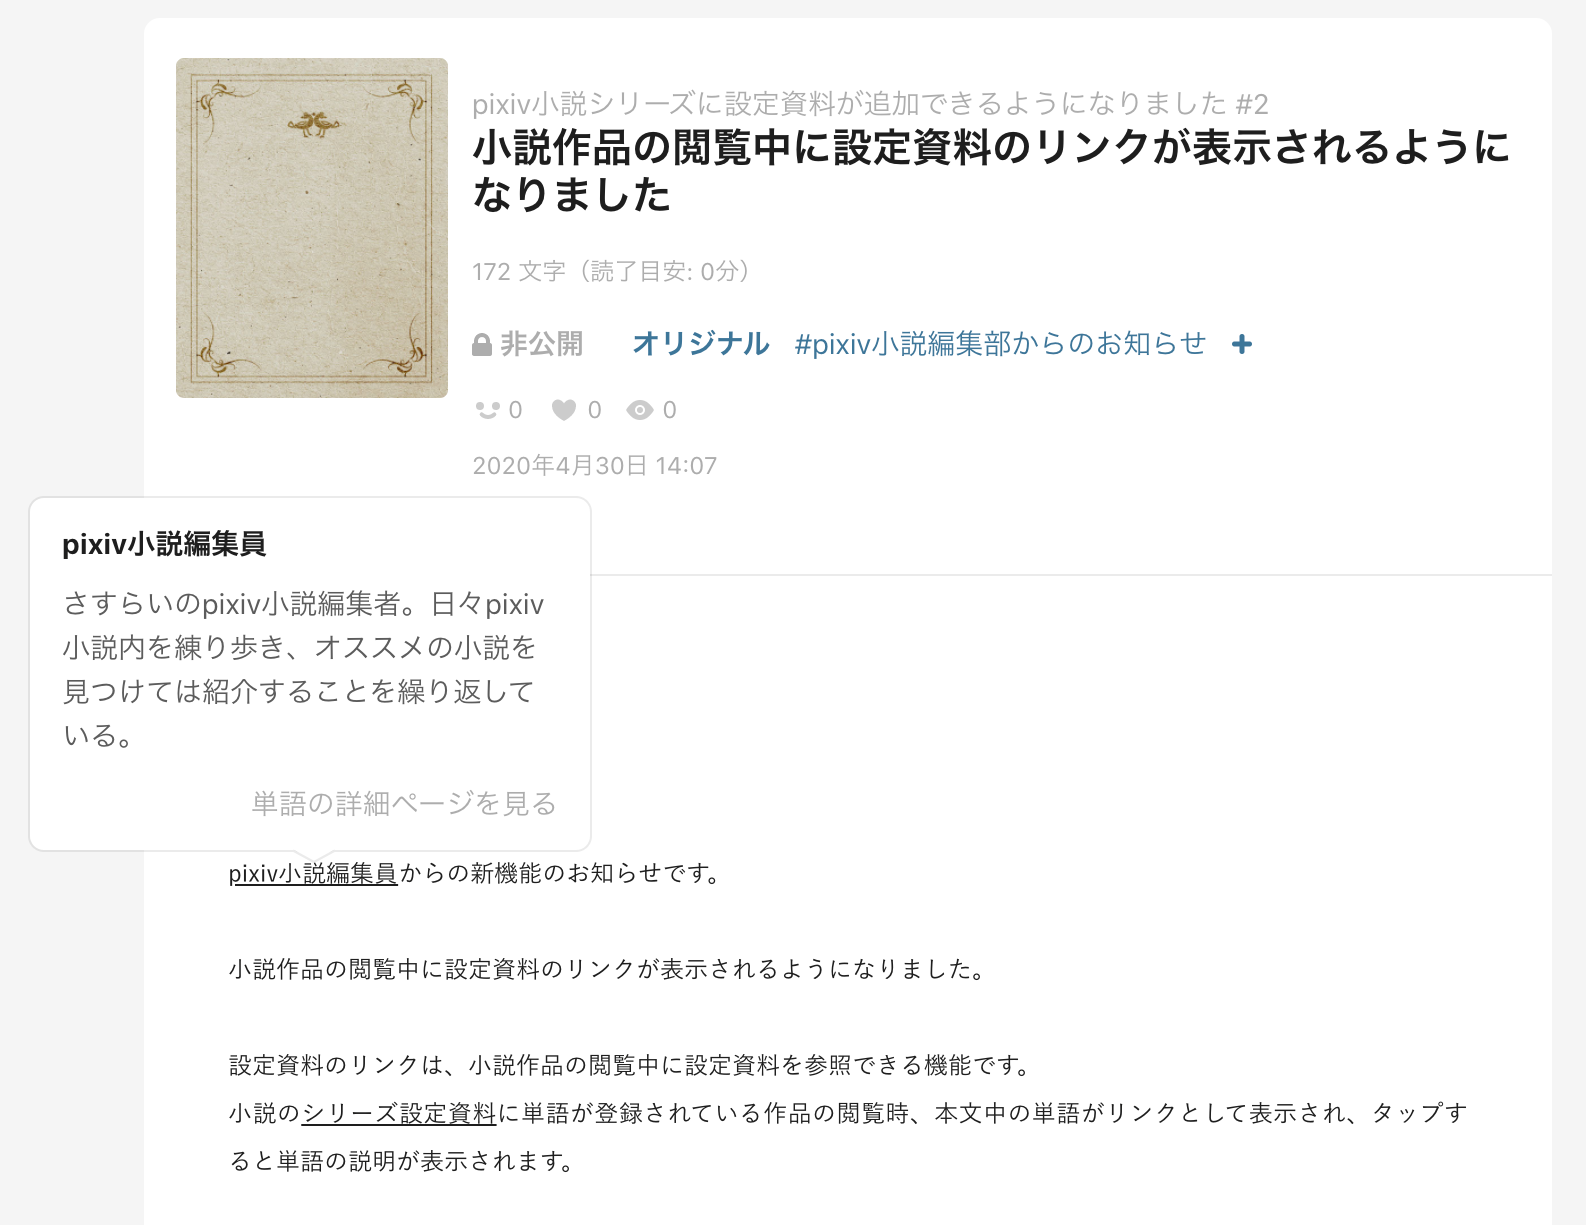 pixiv小説シリーズに設定資料が追加できるようになりました #2
小説作品の閲覧中に設定資料のリンクが表示されるように
なりました
172 文字（読了目安: 0分）
非公開 オリジナル #pixiv小説編集部からのお知らせ +
0 0 0
2020年4月30日 14:07
pixiv小説編集員
さすらいのpixiv小説編集者。日々pixiv
小説内を練り歩き、オススメの小説を
見つけては紹介することを繰り返して
いる。
単語の詳細ページを見る
pixiv小説編集員からの新機能のお知らせです。
小説作品の閲覧中に設定資料のリンクが表示されるようになりました。
設定資料のリンクは、小説作品の閲覧中に設定資料を参照できる機能です。
小説のシリーズ設定資料に単語が登録されている作品の閲覧時、本文中の単語がリンクとして表示され、タップす
ると単語の説明が表示されます。